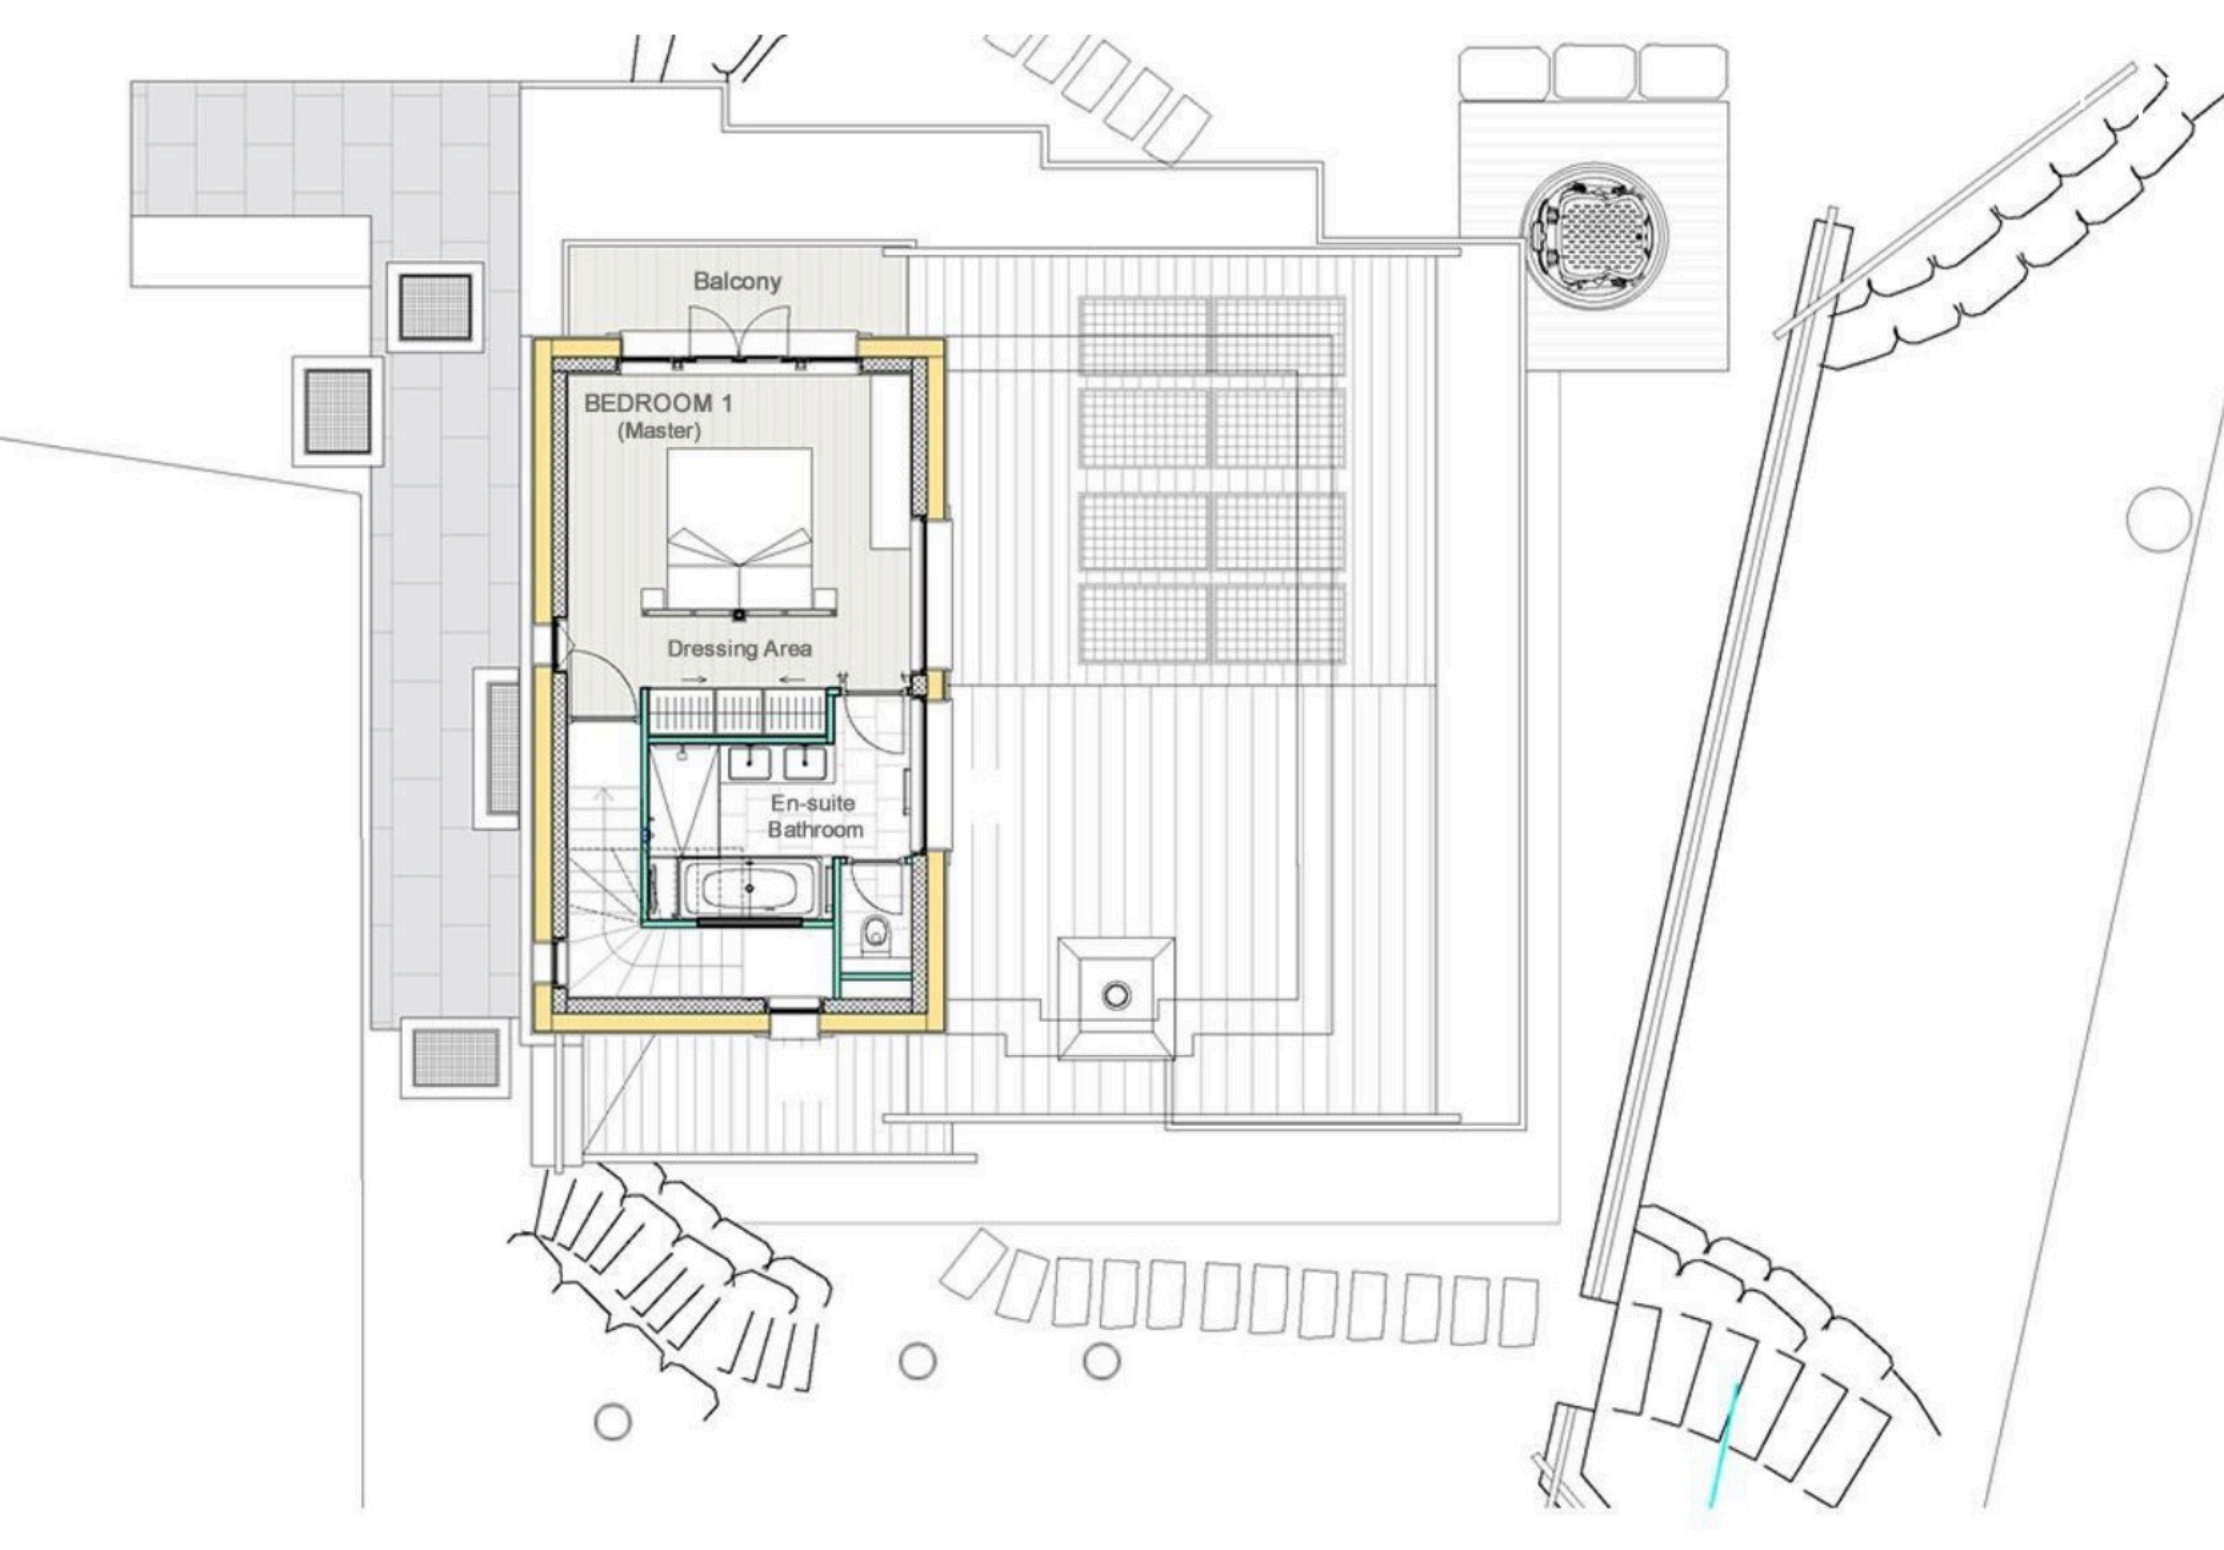 Balcony
BEDROOM 1
(Master)
Dressing Area
En-suite
Bathroom